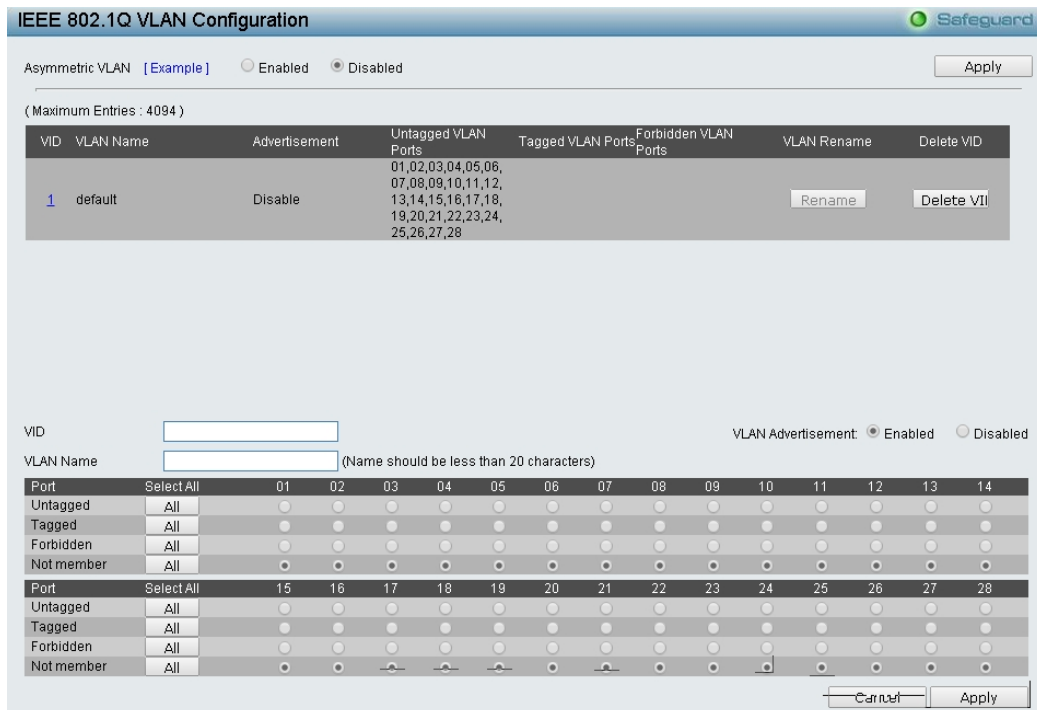 IEEE 802.1Q VLAN Configuration Safeguard
Asymmetric VLAN [Example] Enabled Disabled Apply
(Maximum Entries : 4094)
VID VLAN Name Advertisement Untagged VLAN Ports Tagged VLAN Ports Forbidden VLAN Ports VLAN Rename Delete VID
1 default Disable 01,02,03,04,05,06,
07,08,09,10,11,12,
13,14,15,16,17,18, Rename Delete VII
19,20,21,22,23,24,
25,26,27,28
VID VLAN Advertisement: Enabled Disabled
VLAN Name (Name should be less than 20 characters)
Port Select All 01 02 03 04 05 06 07 08 09 10 11 12 13 14
Untagged All
Tagged All
Forbidden All
Not member All
Port Select All 15 16 17 18 19 20 21 22 23 24 25 26 27 28
Untagged All
Tagged All
Forbidden All
Not member All
Cancel Apply